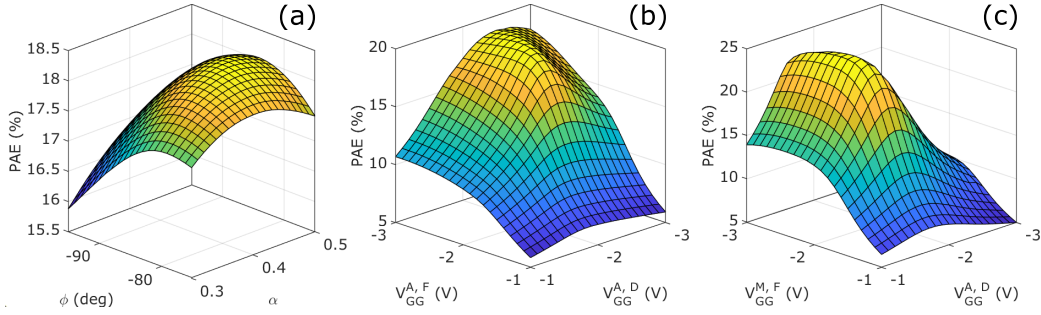 (a)
18.5
18
17.5
17
16.5
16
15.5
PAE (%)
-90
-80
ϕ (deg)
0.3
0.4
0.5
α
(b)
20
15
10
5
PAE (%)
-3
-2
-1
V_GG^A, F (V)
-1
-2
-3
V_GG^A, D (V)
(c)
25
20
15
10
5
PAE (%)
-3
-2
-1
V_GG^M, F (V)
-1
-2
-3
V_GG^A, D (V)